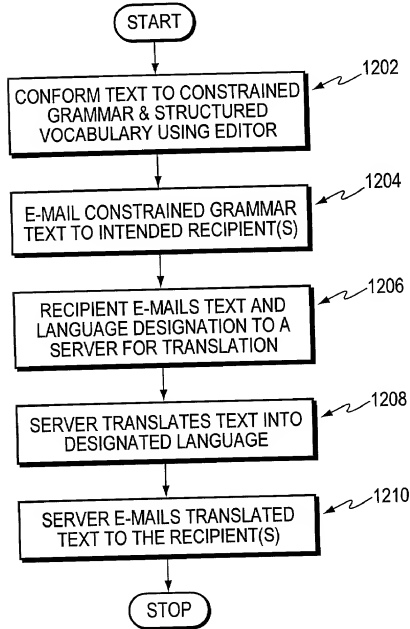 START
CONFORM TEXT TO CONSTRAINED
GRAMMAR & STRUCTURED
VOCABULARY USING EDITOR
1202
E-MAIL CONSTRAINED GRAMMAR
TEXT TO INTENDED RECIPIENT(S)
1204
RECIPIENT E-MAILS TEXT AND
LANGUAGE DESIGNATION TO A
SERVER FOR TRANSLATION
1206
SERVER TRANSLATES TEXT INTO
DESIGNATED LANGUAGE
1208
SERVER E-MAILS TRANSLATED
TEXT TO THE RECIPIENT(S)
1210
STOP